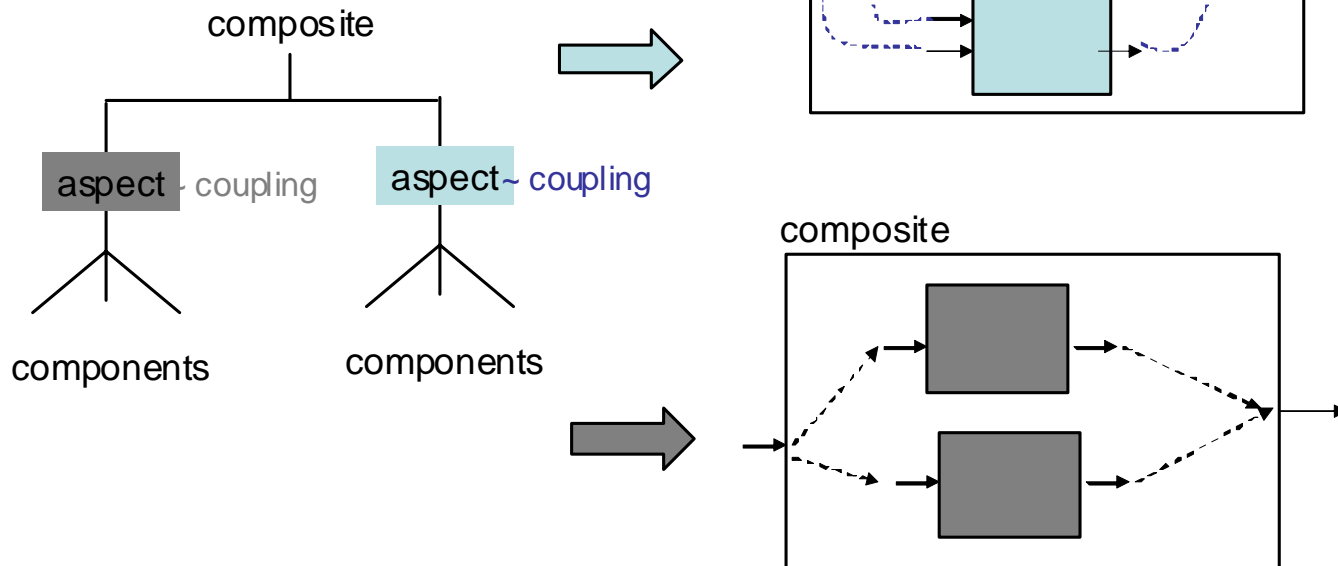 composite
aspect ~ coupling
aspect ~ coupling
composite
components
components